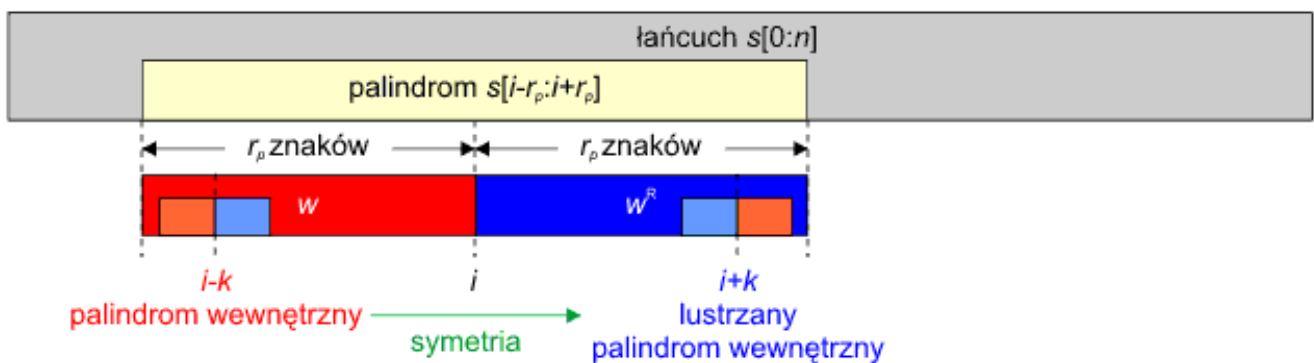 łańcuch s[0:n]
palindrom s[i-rₚ:i+rₚ]
rₚ znaków rₚ znaków
w wᴿ
i-k i i+k
palindrom wewnętrzny lustrzany
symetria palindrom wewnętrzny